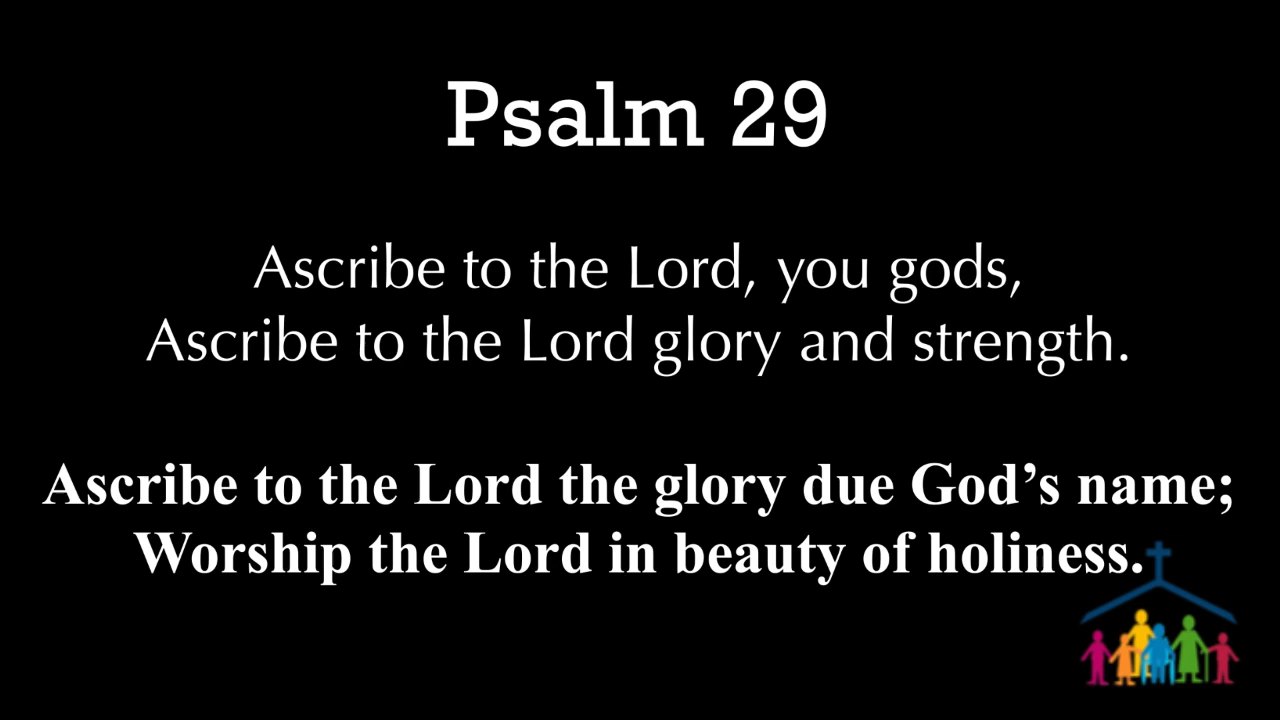 Psalm 29
Ascribe to the Lord, you gods,
Ascribe to the Lord glory and strength.
Ascribe to the Lord the glory due God’s name;
Worship the Lord in beauty of holiness.